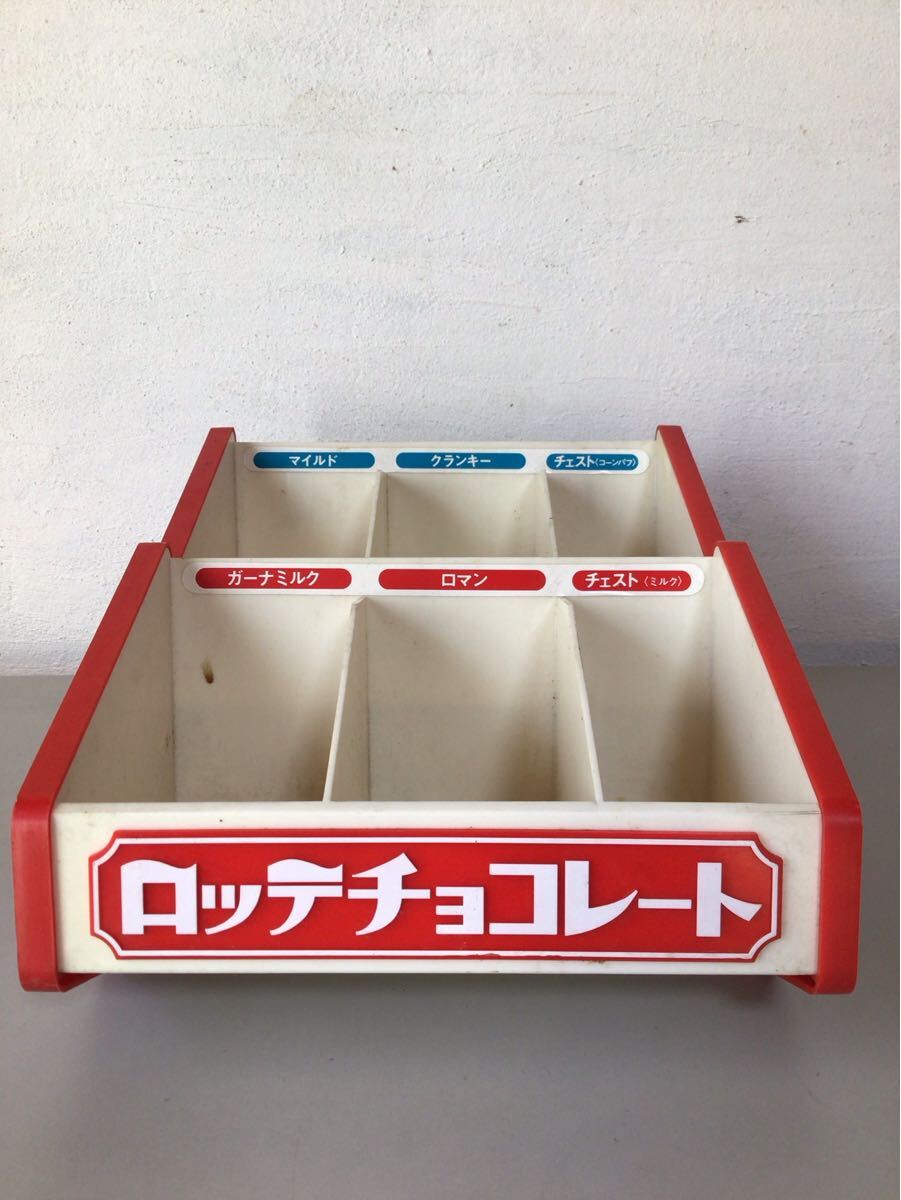 マイルド クランキー チェスト〈コーンパフ〉
ガーナミルク ロマン チェスト〈ミルク〉
ロッテチョコレート